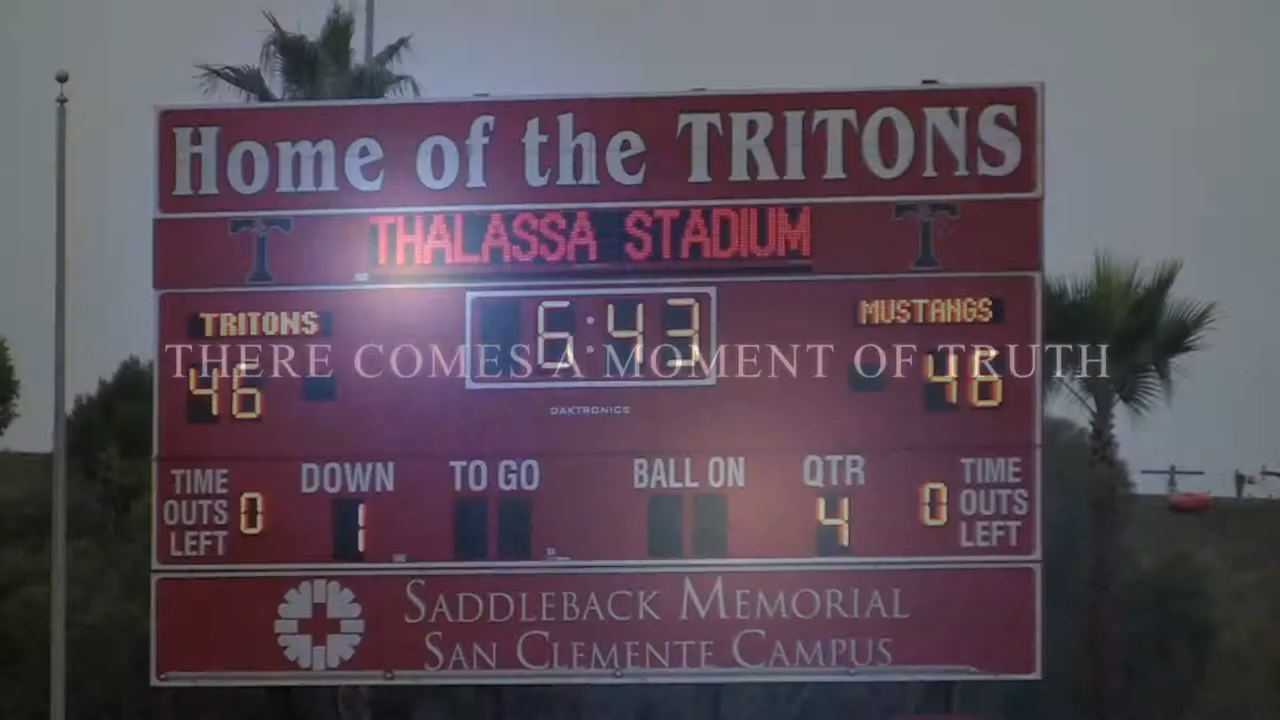 Home of the TRITONS
T THALASSA STADIUM T
TRITONS 6:43 MUSTANGS
THERE COMES A MOMENT OF TRUTH
46 46
DAKTRONICS
TIME OUTS LEFT 0
DOWN 1
TO GO
BALL ON
QTR 4
0 TIME OUTS LEFT
SADDLEBACK MEMORIAL
SAN CLEMENTE CAMPUS